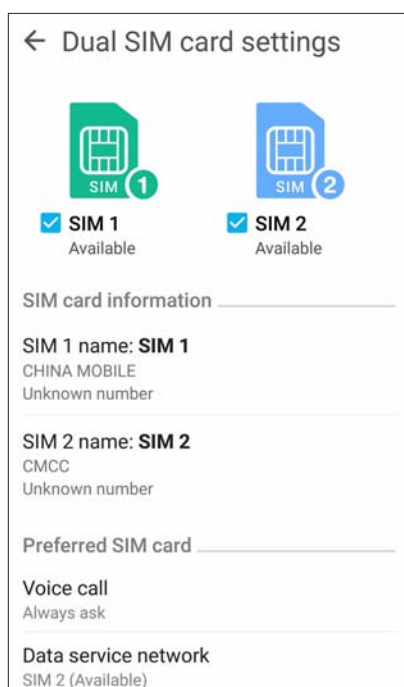 Dual SIM card settings
SIM 1
SIM 2
SIM 1
Available
SIM 2
Available
SIM card information
SIM 1 name: SIM 1
CHINA MOBILE
Unknown number
SIM 2 name: SIM 2
CMCC
Unknown number
Preferred SIM card
Voice call
Always ask
Data service network
SIM 2 (Available)